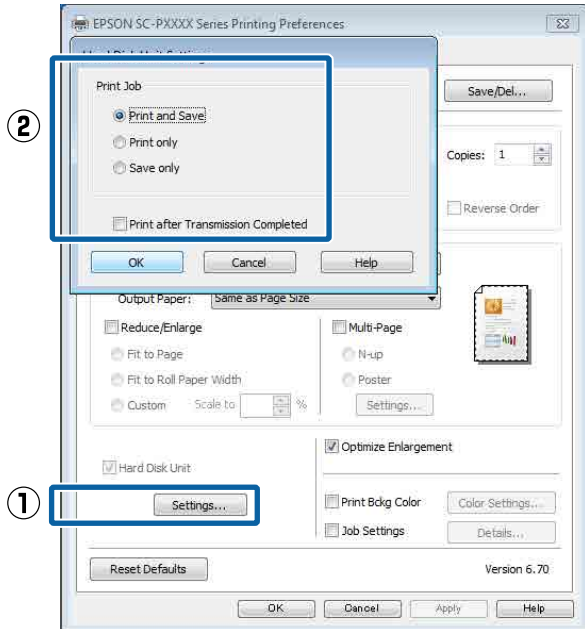 EPSON SC-PXXXX Series Printing Preferences
Print Job
Save/Del...
②
Print and Save
Print only
Copies: 1
Save only
Reverse Order
Print after Transmission Completed
OK Cancel Help
Output Paper: Same as Page Size
Reduce/Enlarge Multi-Page
Fit to Page N-up
Fit to Roll Paper Width Poster
Custom Scale to % Settings...
Optimize Enlargement
Hard Disk Unit
① Settings... Print Bckg Color Color Settings...
Job Settings Details...
Reset Defaults Version 6.70
OK Cancel Apply Help